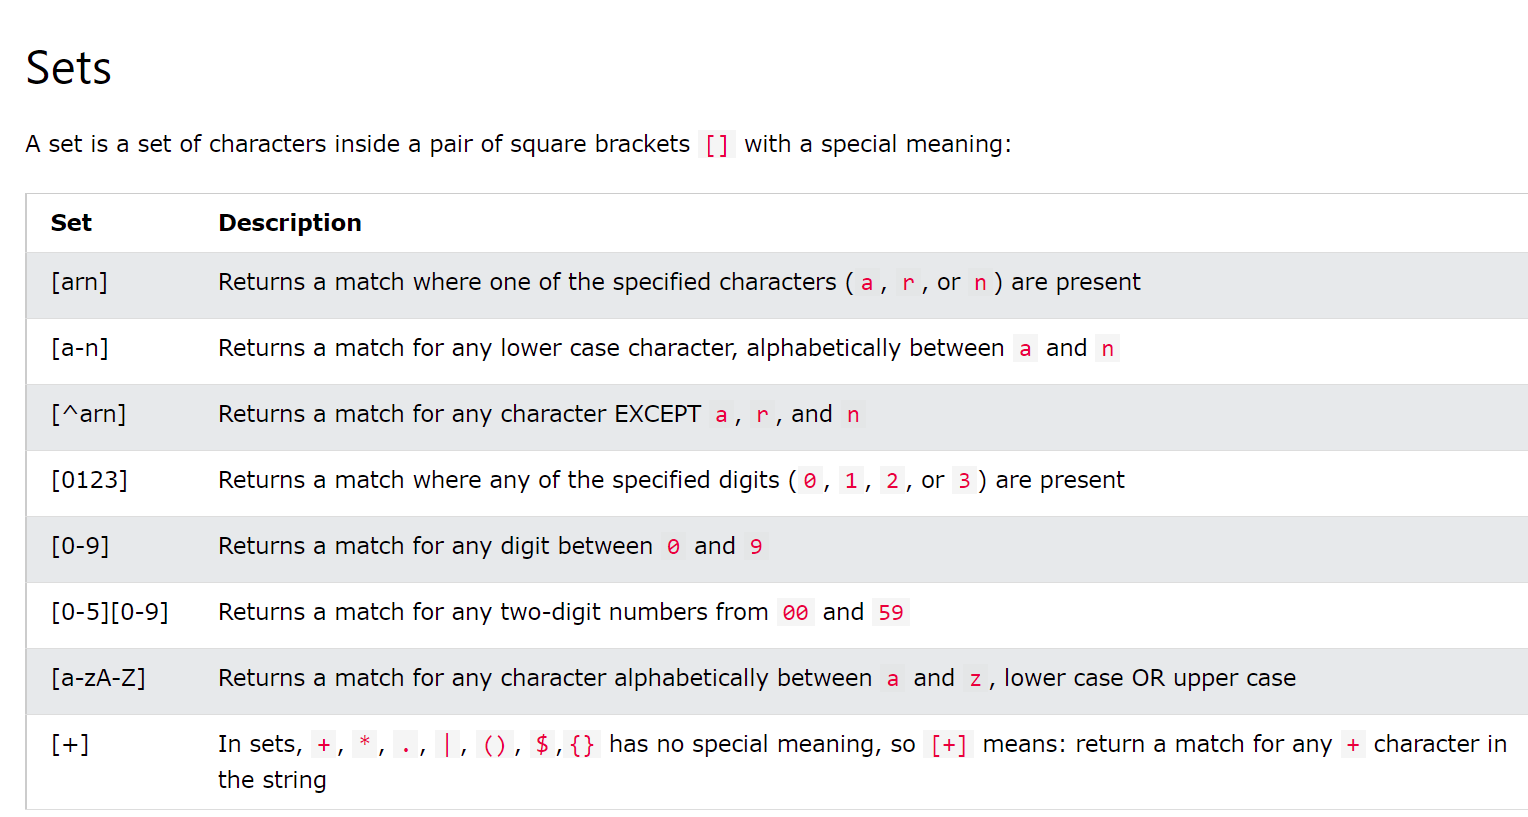 Sets
A set is a set of characters inside a pair of square brackets [] with a special meaning:
Set Description
[arn] Returns a match where one of the specified characters (a, r, or n) are present
[a-n] Returns a match for any lower case character, alphabetically between a and n
[^arn] Returns a match for any character EXCEPT a, r, and n
[0123] Returns a match where any of the specified digits (0, 1, 2, or 3) are present
[0-9] Returns a match for any digit between 0 and 9
[0-5][0-9] Returns a match for any two-digit numbers from 00 and 59
[a-zA-Z] Returns a match for any character alphabetically between a and z, lower case OR upper case
[+] In sets, +, *, ., |, (), $,{} has no special meaning, so [+] means: return a match for any + character in
the string